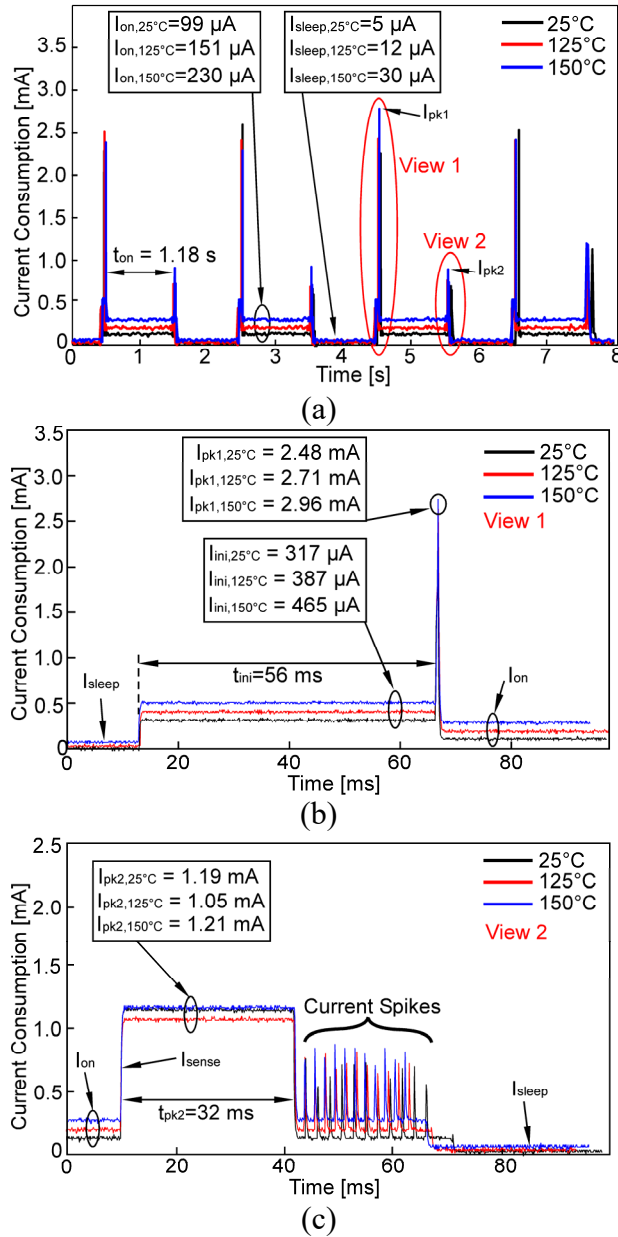 Current Consumption [mA]
4.0
3.5
3.0
2.5
2.0
1.5
1.0
0.5
0.0
Ion,25°C=99 µA
Ion,125°C=151 µA
Ion,150°C=230 µA
Isleep,25°C=5 µA
Isleep,125°C=12 µA
Isleep,150°C=30 µA
25°C
125°C
150°C
Ipk1
View 1
View 2
Ipk2
ton = 1.18 s
0 1 2 3 4 5 6 7 8
Time [s]
(a)
Current Consumption [mA]
3.5
3.0
2.5
2.0
1.5
1.0
0.5
0
Ipk1,25°C = 2.48 mA
Ipk1,125°C = 2.71 mA
Ipk1,150°C = 2.96 mA
25°C
125°C
150°C
View 1
Iini,25°C = 317 µA
Iini,125°C = 387 µA
Iini,150°C = 465 µA
tini=56 ms
Isleep
Ion
0 20 40 60 80
Time [ms]
(b)
Current Consumption [mA]
2.5
2.0
1.5
1.0
0.5
0
Ipk2,25°C = 1.19 mA
Ipk2,125°C = 1.05 mA
Ipk2,150°C = 1.21 mA
25°C
125°C
150°C
View 2
Current Spikes
Ion
Isense
tpk2=32 ms
Isleep
0 20 40 60 80
Time [ms]
(c)